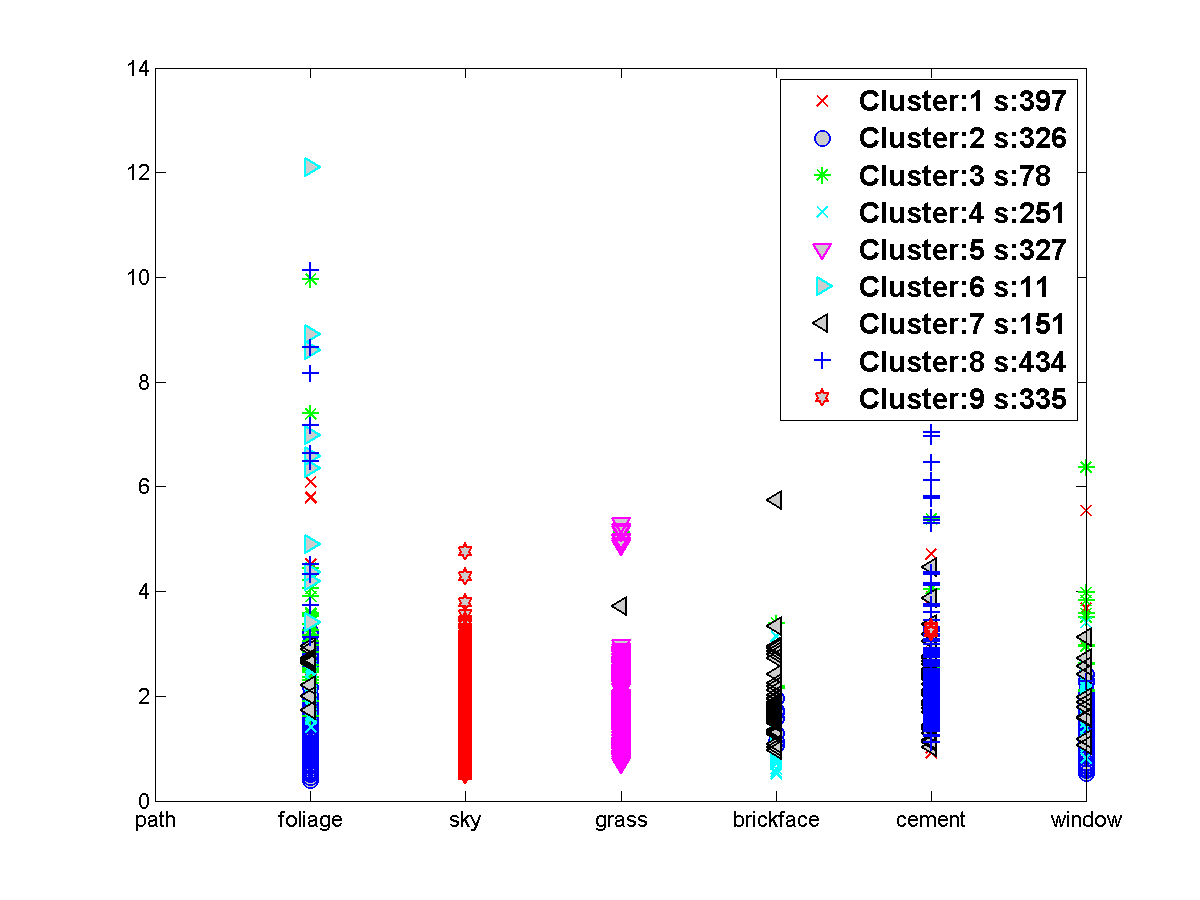 14
12
10
8
6
4
2
0
path foliage sky grass brickface cement window
Cluster:1 s:397
Cluster:2 s:326
Cluster:3 s:78
Cluster:4 s:251
Cluster:5 s:327
Cluster:6 s:11
Cluster:7 s:151
Cluster:8 s:434
Cluster:9 s:335